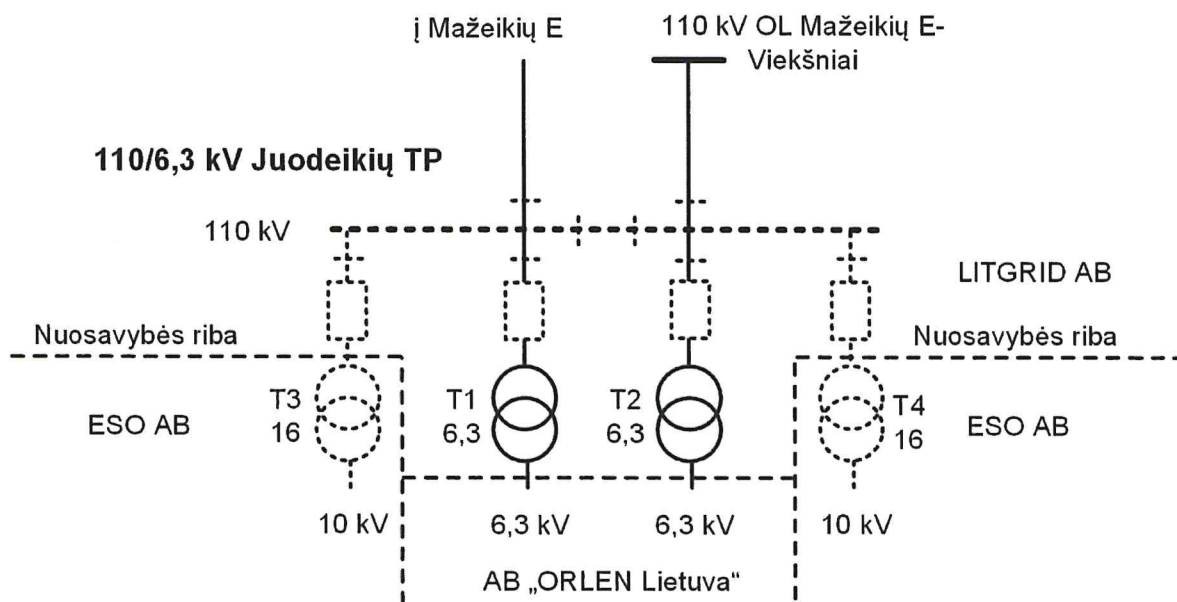 į Mažeikių E
110 kV OL Mažeikių E-
Viekšniai
110/6,3 kV Juodeikių TP
110 kV
LITGRID AB
Nuosavybės riba
Nuosavybės riba
ESO AB
T3
16
T1
6,3
T2
6,3
T4
16
ESO AB
10 kV
6,3 kV
6,3 kV
10 kV
AB „ORLEN Lietuva“